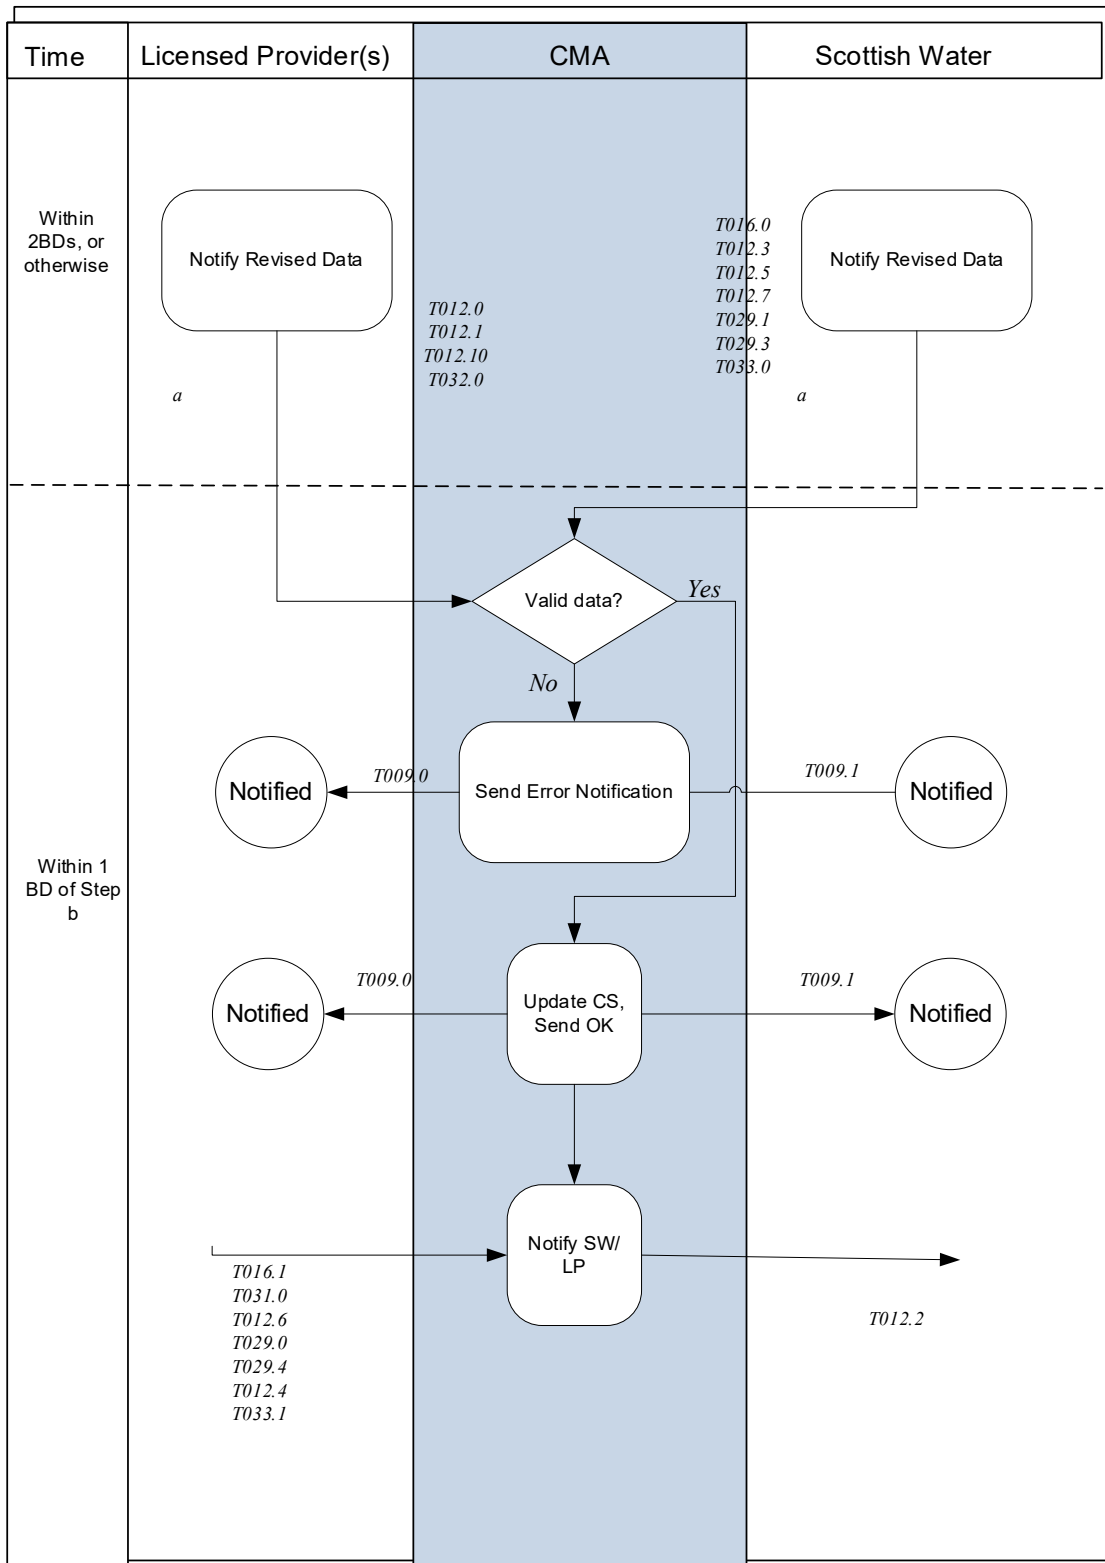 Time
Licensed Provider(s)
CMA
Scottish Water
Within
2BDs, or
otherwise
Notify Revised Data
T012.0
T012.1
T012.10
T032.0
a
T016.0
T012.3
T012.5
T012.7
T029.1
T029.3
T033.0
Notify Revised Data
a
Valid data?
Yes
No
Within 1
BD of Step
b
Notified
T009.0
Send Error Notification
T009.1
Notified
Notified
T009.0
Update CS,
Send OK
T009.1
Notified
Notify SW/
LP
T016.1
T031.0
T012.6
T029.0
T029.4
T012.4
T033.1
T012.2